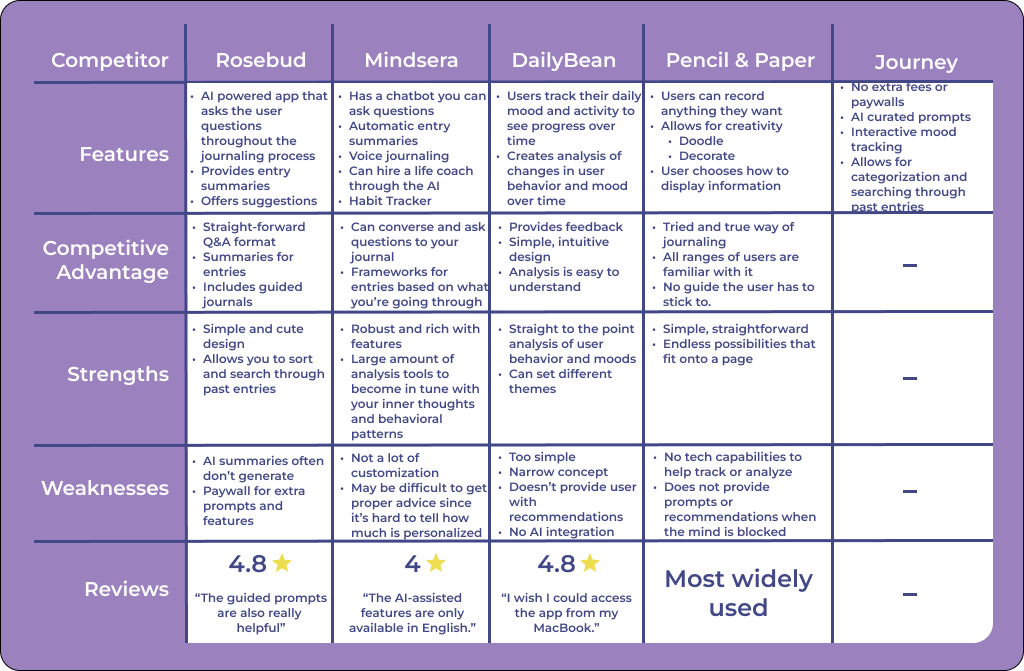 Competitor
Rosebud
Mindsera
DailyBean
Pencil & Paper
Journey
Features
• AI powered app that
asks the user
questions
throughout the
journaling process
• Provides entry
summaries
• Offers suggestions
• Has a chatbot you can
ask questions
• Automatic entry
summaries
• Voice journaling
• Can hire a life coach
through the AI
• Habit Tracker
• Users track their daily
mood and activity to
see progress over
time
• Creates analysis of
changes in user
behavior and mood
over time
• Users can record
anything they want
• Allows for creativity
• Doodle
• Decorate
• User chooses how to
display information
• No extra fees or
paywalls
• AI curated prompts
• Interactive mood
tracking
• Allows for
categorization and
searching through
past entries
Competitive
Advantage
• Straight-forward
Q&A format
• Summaries for
entries
• Includes guided
journals
• Can converse and ask
questions to your
journal
• Frameworks for
entries based on what
you're going through
• Provides feedback
• Simple, intuitive
design
• Analysis is easy to
understand
• Tried and true way of
journaling
• All ranges of users are
familiar with it
• No guide the user has to
stick to.
–
Strengths
• Simple and cute
design
• Allows you to sort
and search through
past entries
• Robust and rich with
features
• Large amount of
analysis tools to
become in tune with
your inner thoughts
and behavioral
patterns
• Straight to the point
analysis of user
behavior and moods
• Can set different
themes
• Simple, straightforward
• Endless possibilities that
fit onto a page
–
Weaknesses
• AI summaries often
don't generate
• Paywall for extra
prompts and
features
• Not a lot of
customization
• May be difficult to get
proper advice since
it's hard to tell how
much is personalized
• Too simple
• Narrow concept
• Doesn't provide user
with
recommendations
• No AI integration
• No tech capabilities to
help track or analyze
• Does not provide
prompts or
recommendations when
the mind is blocked
–
Reviews
4.8
"The guided prompts
are also really
helpful"
4
"The AI-assisted
features are only
available in English."
4.8
"I wish I could access
the app from my
MacBook."
Most widely
used
–